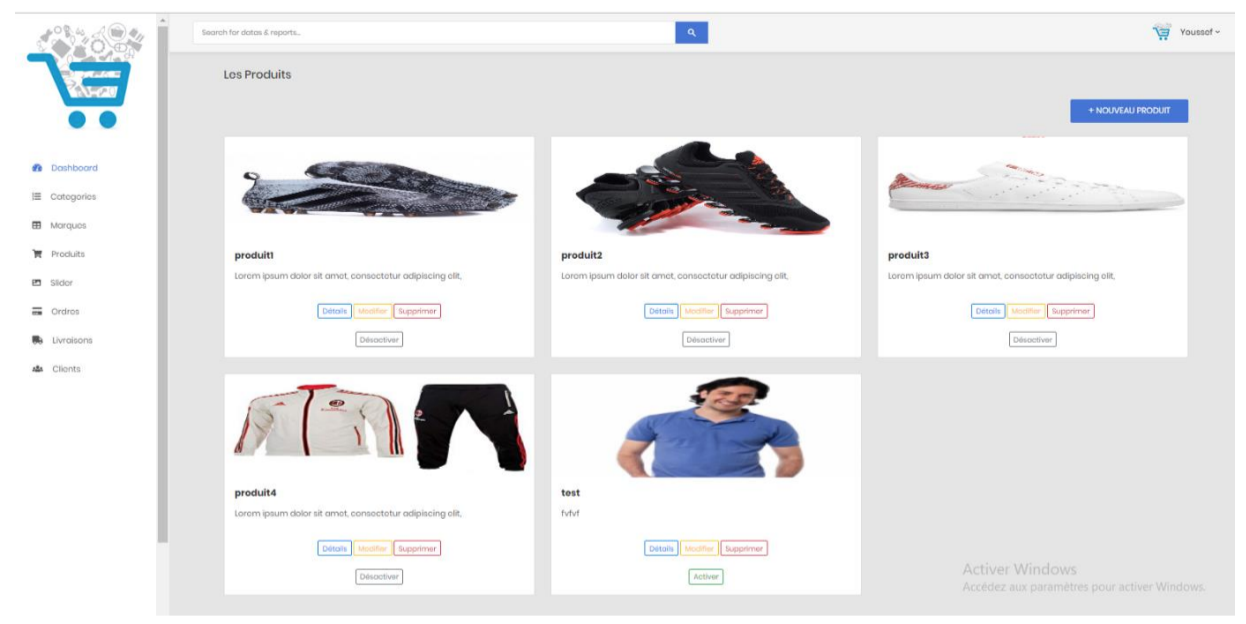 Search for datas & reports...
Youssef
Les Produits
+ NOUVEAU PRODUIT
Dashboard
Categories
Marques
Produits
Slider
Ordres
Livraisons
Clients
produit1
Lorem ipsum dolor sit amet, consectetur adipiscing elit,
Détails Modifier Supprimer
Désactiver
produit2
Lorem ipsum dolor sit amet, consectetur adipiscing elit,
Détails Modifier Supprimer
Désactiver
produit3
Lorem ipsum dolor sit amet, consectetur adipiscing elit,
Détails Modifier Supprimer
Désactiver
produit4
Lorem ipsum dolor sit amet, consectetur adipiscing elit,
Détails Modifier Supprimer
Désactiver
test
fvfvf
Détails Modifier Supprimer
Activer
Activer Windows
Accédez aux paramètres pour activer Windows.